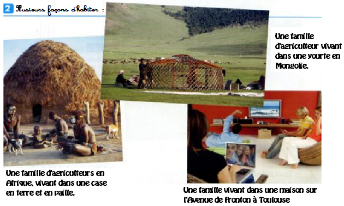 2 Plusieurs façons d'habiter :
Une famille
d'agriculteur vivant
dans une yourte en
Mongolie.
Une famille d'agriculteurs en
Afrique, vivant dans une case
en terre et en paille.
Une famille vivant dans une maison sur
l'Avenue de Fronton à Toulouse